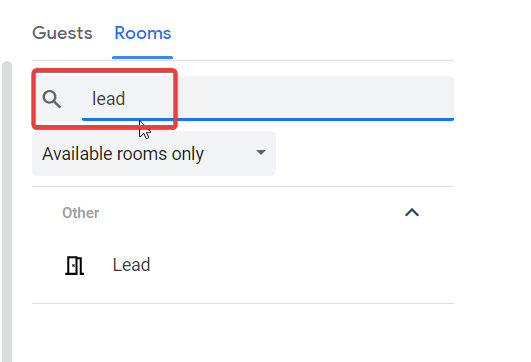 Guests Rooms
lead
Available rooms only
Other
Lead